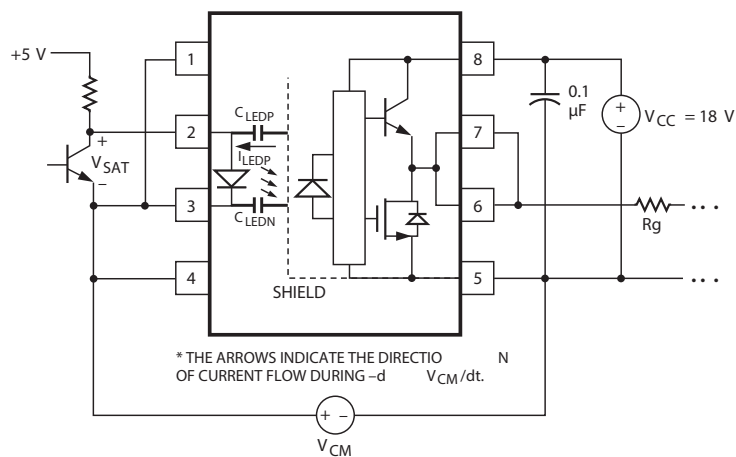 +5 V
1
8
C LEDP
0.1
µF
+
V CC = 18 V
−
2
7
+
V SAT
−
I LEDP
3
6
C LEDN
Rg
...
4
5
SHIELD
...
* THE ARROWS INDICATE THE DIRECTIO N
OF CURRENT FLOW DURING –d V CM/dt.
+ −
V CM